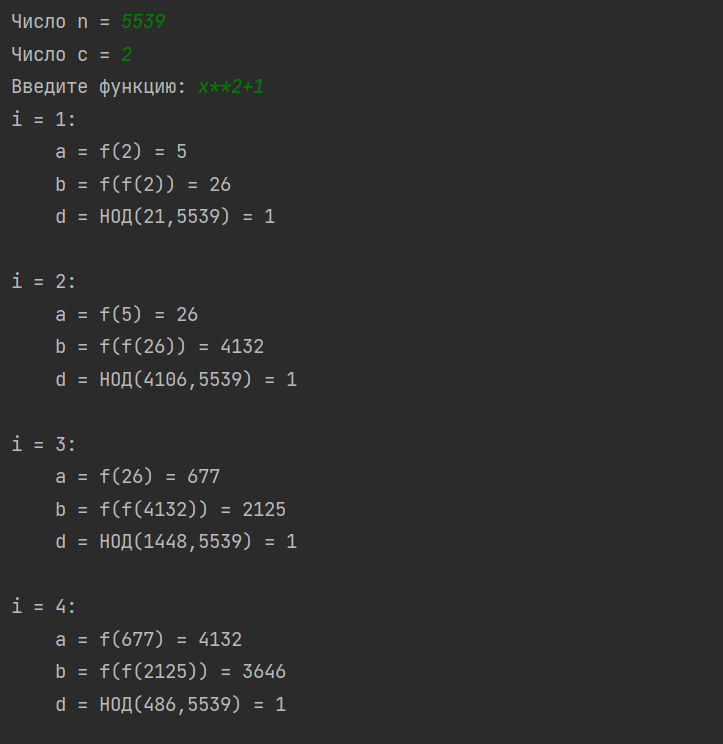 Число n = 5539
Число c = 2
Введите функцию: x**2+1
i = 1:
    a = f(2) = 5
    b = f(f(2)) = 26
    d = НОД(21,5539) = 1
i = 2:
    a = f(5) = 26
    b = f(f(26)) = 4132
    d = НОД(4106,5539) = 1
i = 3:
    a = f(26) = 677
    b = f(f(4132)) = 2125
    d = НОД(1448,5539) = 1
i = 4:
    a = f(677) = 4132
    b = f(f(2125)) = 3646
    d = НОД(486,5539) = 1